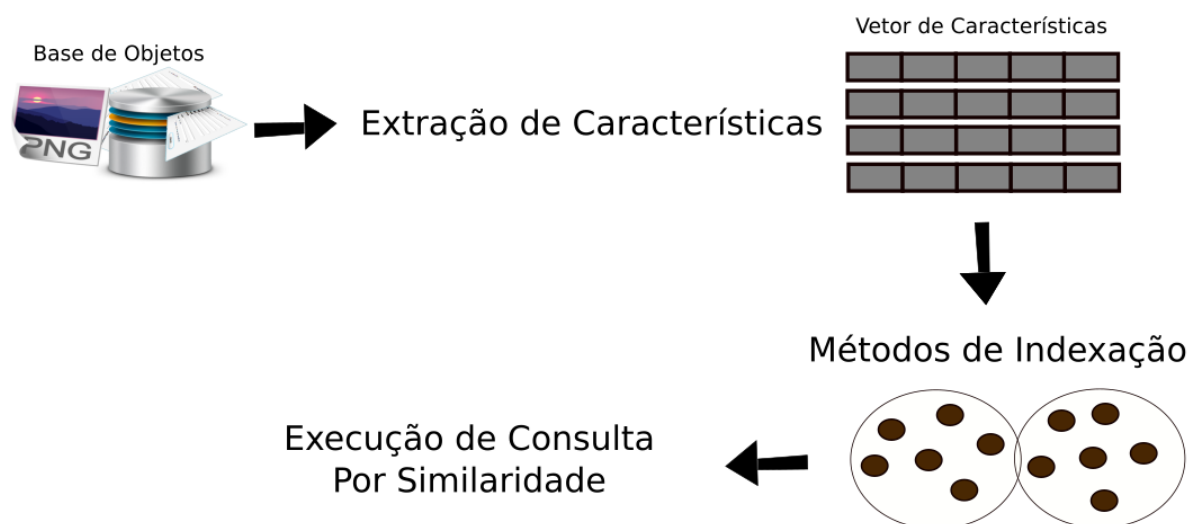 Base de Objetos
PNG
Extração de Características
Vetor de Características
Métodos de Indexação
Execução de Consulta
Por Similaridade